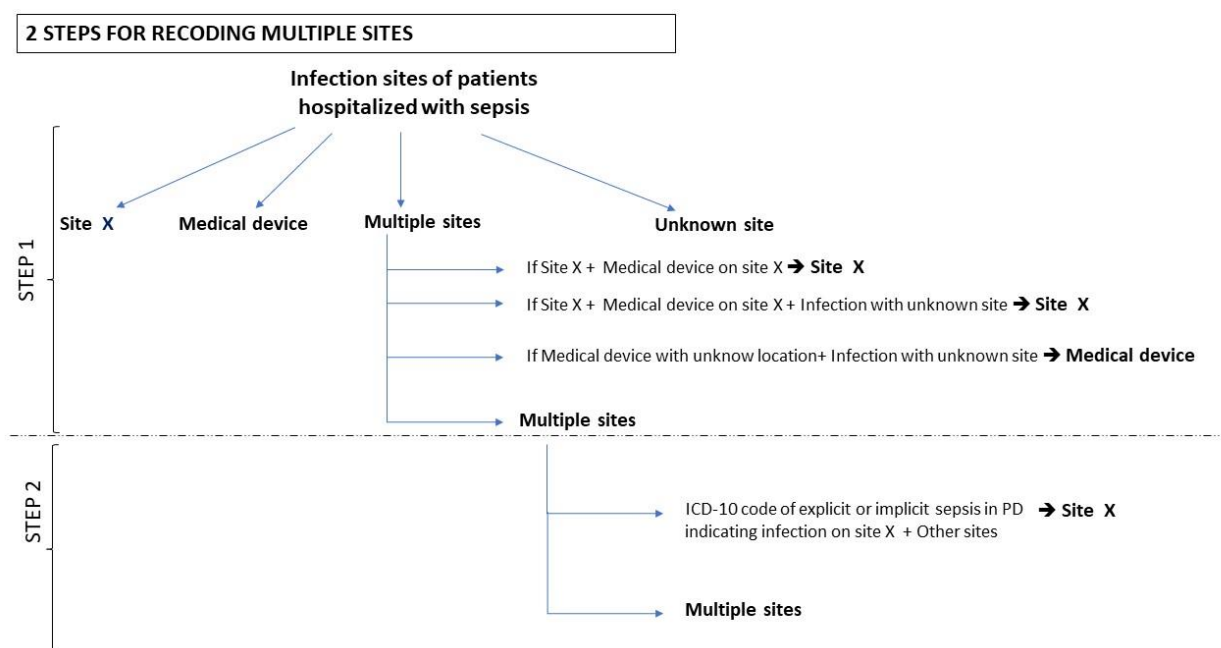 2 STEPS FOR RECODING MULTIPLE SITES
Infection sites of patients
hospitalized with sepsis
STEP 1
Site X
Medical device
Multiple sites
Unknown site
If Site X + Medical device on site X ➔ Site X
If Site X + Medical device on site X + Infection with unknown site ➔ Site X
If Medical device with unknow location+ Infection with unknown site ➔ Medical device
Multiple sites
STEP 2
ICD-10 code of explicit or implicit sepsis in PD ➔ Site X
indicating infection on site X + Other sites
Multiple sites